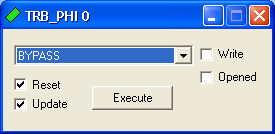 TRB_PHI 0
BYPASS
Write
Opened
Reset
Update
Execute